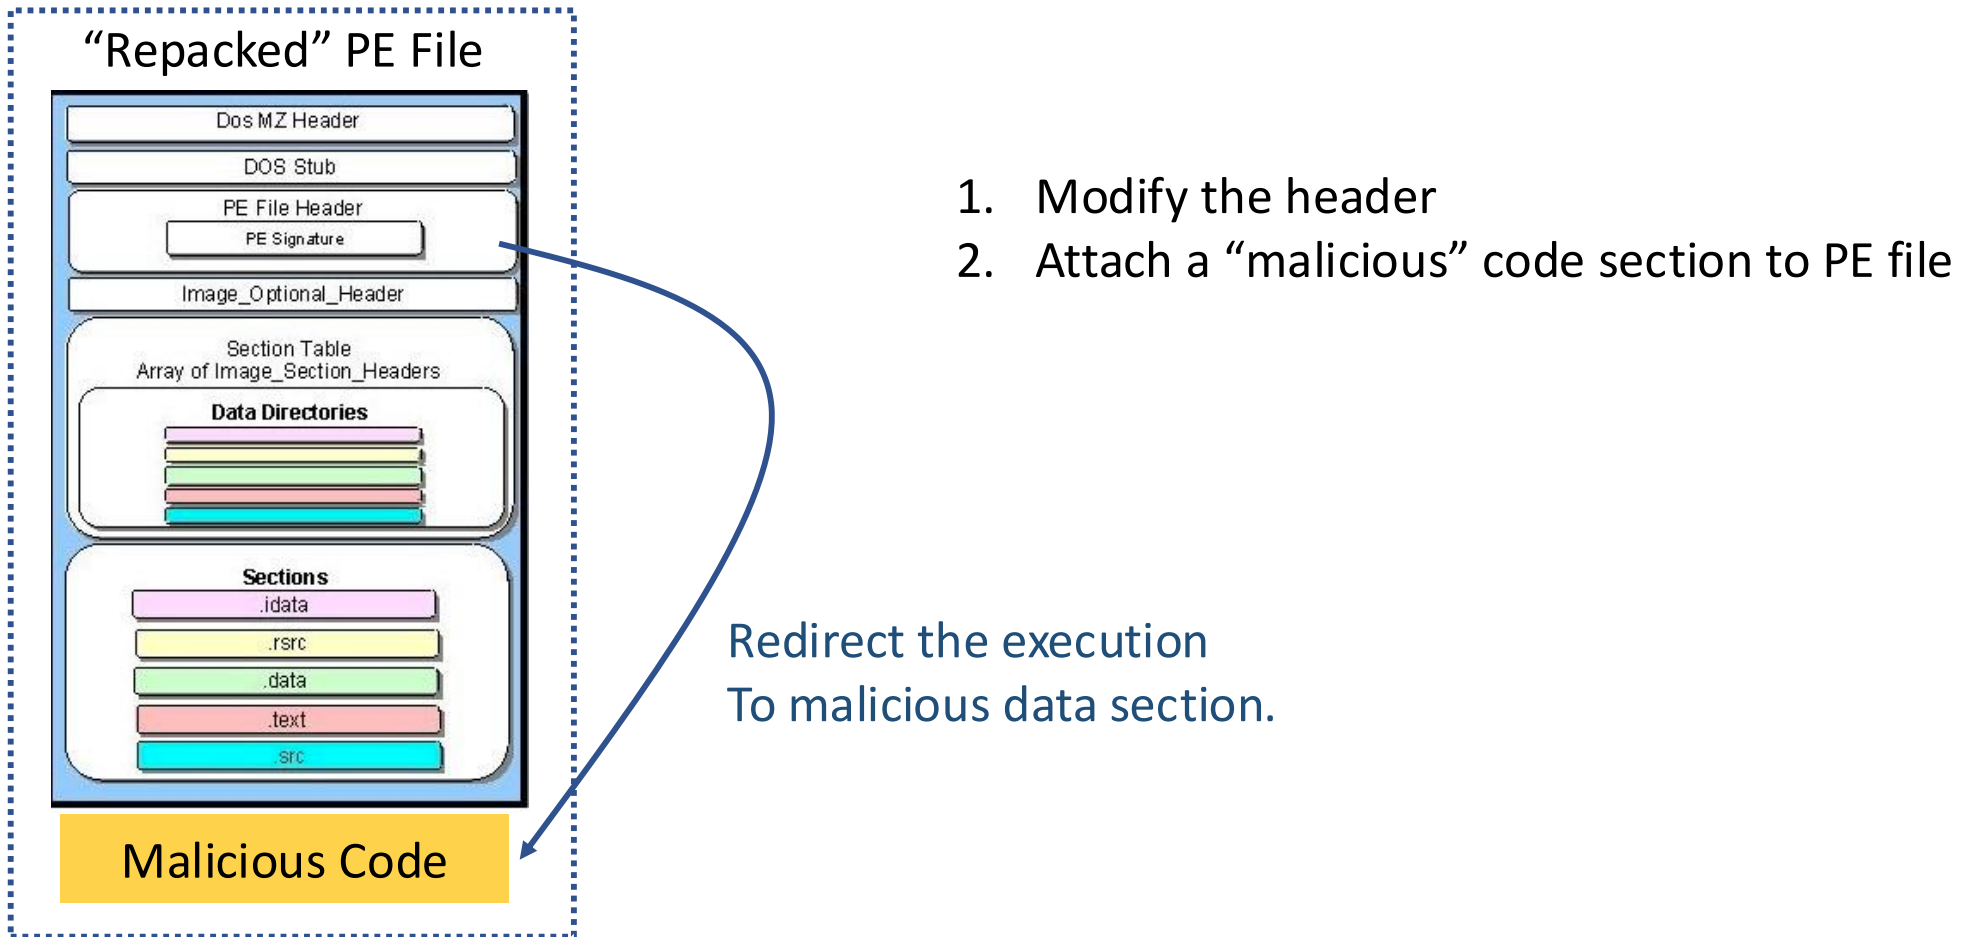 “Repacked” PE File
Dos MZ Header
DOS Stub
PE File Header
PE Signature
Image_Optional_Header
Section Table
Array of Image_Section_Headers
Data Directories
Sections
.idata
.rsrc
.data
.text
.src
Malicious Code
1. Modify the header
2. Attach a “malicious” code section to PE file
Redirect the execution
To malicious data section.